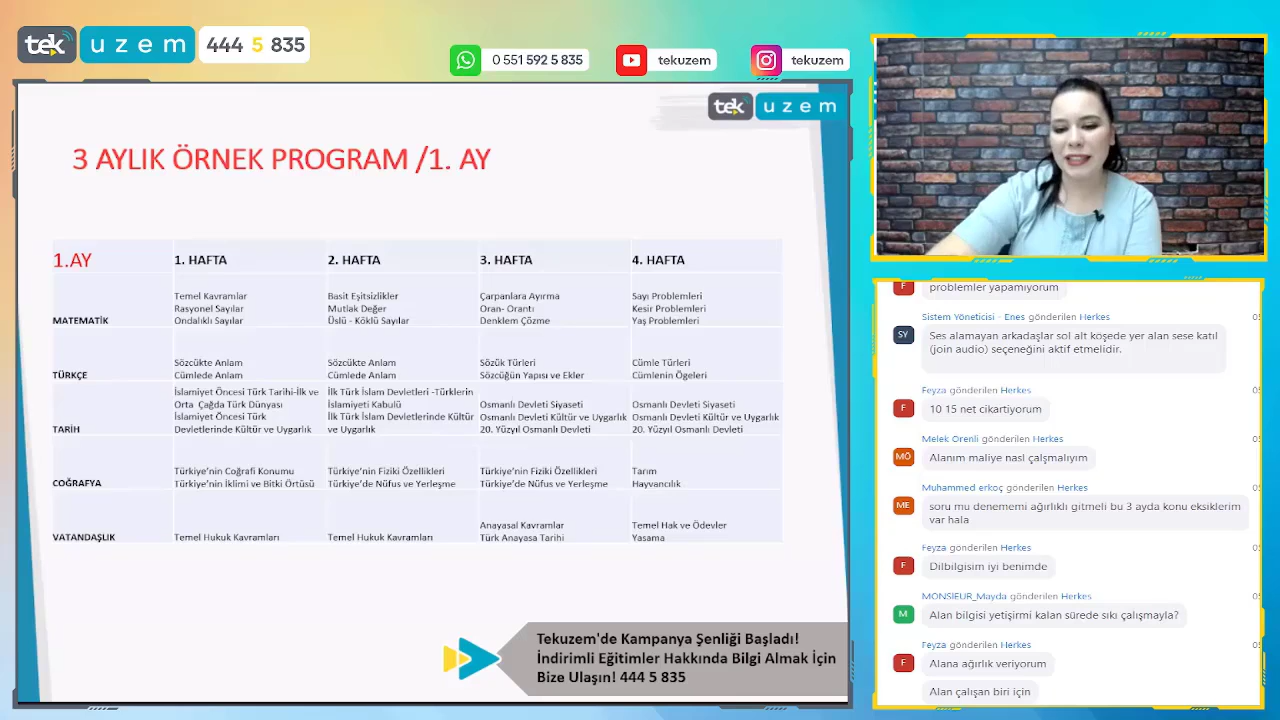 tek uzem 444 5 835
0 551 592 5 835
tekuzem
tekuzem
tek uzem
3 AYLIK ÖRNEK PROGRAM /1. AY
1.AY 1. HAFTA 2. HAFTA 3. HAFTA 4. HAFTA
MATEMATİK
Temel Kavramlar
Rasyonel Sayılar
Ondalıklı Sayılar
Basit Eşitsizlikler
Mutlak Değer
Üslü - Köklü Sayılar
Çarpanlara Ayırma
Oran- Orantı
Denklem Çözme
Sayı Problemleri
Kesir Problemleri
Yaş Problemleri
TÜRKÇE
Sözcükte Anlam
Cümlede Anlam
Sözcükte Anlam
Cümlede Anlam
Sözük Türleri
Sözcüğün Yapısı ve Ekler
Cümle Türleri
Cümlenin Ögeleri
TARİH
İslamiyet Öncesi Türk Tarihi-İlk ve
Orta Çağda Türk Dünyası
İslamiyet Öncesi Türk
Devletlerinde Kültür ve Uygarlık
İlk Türk İslam Devletleri -Türklerin
İslamiyeti Kabulü
İlk Türk İslam Devletlerinde Kültür
ve Uygarlık
Osmanlı Devleti Siyaseti
Osmanlı Devleti Kültür ve Uygarlık
20. Yüzyıl Osmanlı Devleti
Osmanlı Devleti Siyaseti
Osmanlı Devleti Kültür ve Uygarlık
20. Yüzyıl Osmanlı Devleti
COĞRAFYA
Türkiye'nin Coğrafi Konumu
Türkiye'nin İklimi ve Bitki Örtüsü
Türkiye'nin Fiziki Özellikleri
Türkiye'de Nüfus ve Yerleşme
Türkiye'nin Fiziki Özellikleri
Türkiye'de Nüfus ve Yerleşme
Tarım
Hayvancılık
VATANDAŞLIK
Temel Hukuk Kavramları
Temel Hukuk Kavramları
Anayasal Kavramlar
Türk Anayasa Tarihi
Temel Hak ve Ödevler
Yasama
Tekuzem'de Kampanya Şenliği Başladı!
İndirimli Eğitimler Hakkında Bilgi Almak İçin
Bize Ulaşın! 444 5 835
F problemler yapamıyorum
Sistem Yöneticisi - Enes gönderilen Herkes
SY Ses alamayan arkadaşlar sol alt köşede yer alan sese katıl
(join audio) seçeneğini aktif etmelidir.
Feyza gönderilen Herkes
F 10 15 net cikartiyorum
Melek Örenli gönderilen Herkes
MÖ Alanım maliye nasl çalşmalıyım
Muhammed erkoç gönderilen Herkes
ME soru mu denememi ağırlıklı gitmeli bu 3 ayda konu eksiklerim
var hala
Feyza gönderilen Herkes
F Dilbilgisim iyi benimde
MONSİEUR_Mayda gönderilen Herkes
M Alan bilgisi yetişirmi kalan sürede sıkı çalışmayla?
Feyza gönderilen Herkes
F Alana ağırlık veriyorum
Alan çalışan biri için